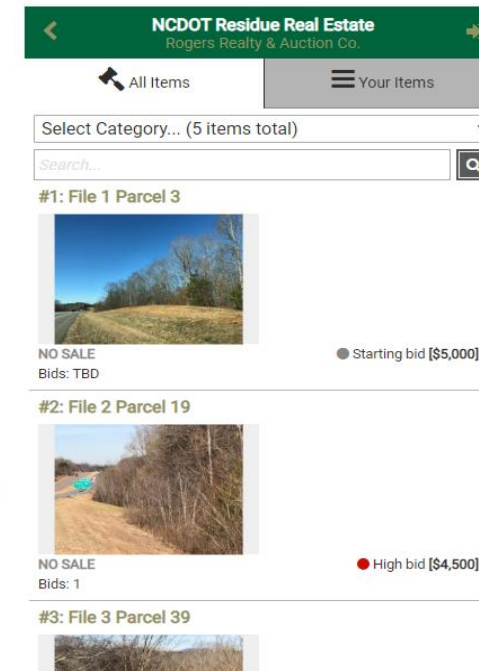 NCDOT Residue Real Estate
Rogers Realty & Auction Co.
All Items
Your Items
Select Category... (5 items total)
Search...
#1: File 1 Parcel 3
NO SALE
Starting bid [$5,000]
Bids: TBD
#2: File 2 Parcel 19
NO SALE
High bid [$4,500]
Bids: 1
#3: File 3 Parcel 39